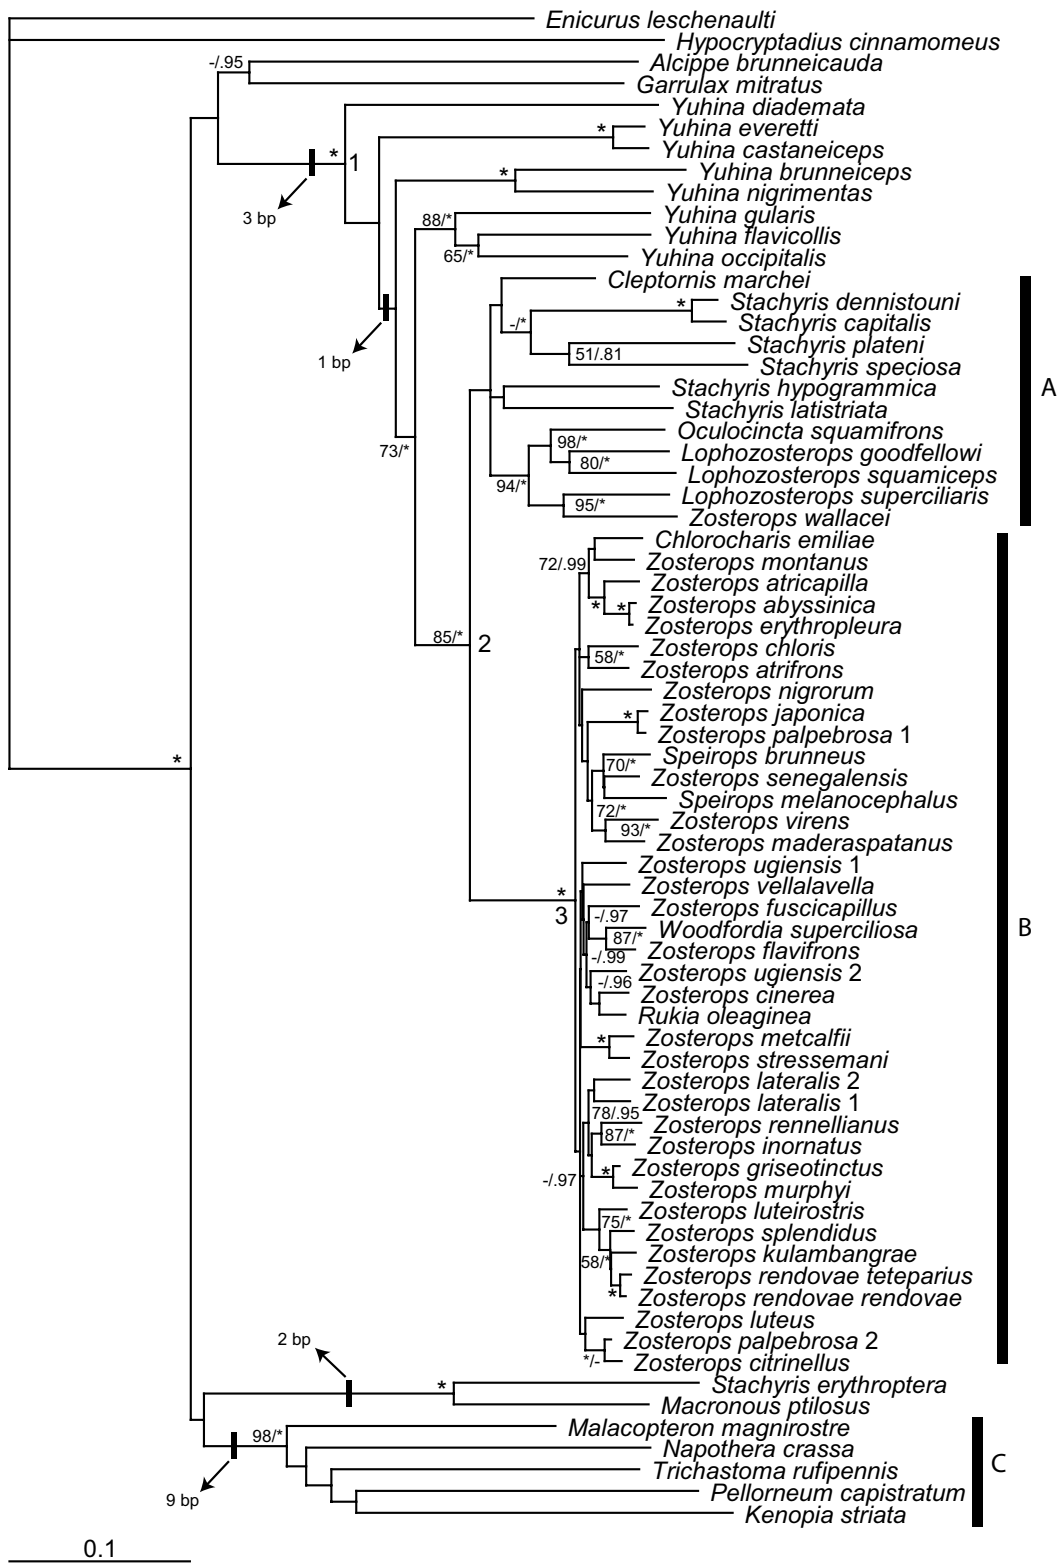 Enicurus leschenaulti
Hypocryptadius cinnamomeus
-/.95
Alcippe brunneicauda
Garrulax mitratus
Yuhina diademata
* 1
3 bp
* Yuhina everetti
Yuhina castaneiceps
* Yuhina brunneiceps
Yuhina nigrimentas
88/*
Yuhina gularis
65/*
Yuhina flavicollis
Yuhina occipitalis
1 bp
73/*
Cleptornis marchei
* Stachyris dennistouni
-/*
Stachyris capitalis
51/.81
Stachyris plateni
Stachyris speciosa
A
Stachyris hypogrammica
Stachyris latistriata
Oculocincta squamifrons
98/*
Lophozosterops goodfellowi
80/*
Lophozosterops squamiceps
94/*
Lophozosterops superciliaris
95/*
Zosterops wallacei
85/* 2
Chlorocharis emiliae
72/.99
Zosterops montanus
Zosterops atricapilla
* * Zosterops abyssinica
Zosterops erythropleura
Zosterops chloris
58/*
Zosterops atrifrons
Zosterops nigrorum
* Zosterops japonica
Zosterops palpebrosa 1
Speirops brunneus
70/*
Zosterops senegalensis
Speirops melanocephalus
72/*
Zosterops virens
93/*
Zosterops maderaspatanus
*
Zosterops ugiensis 1
Zosterops vellalavella
* 3
Zosterops fuscicapillus
-/.97
Woodfordia superciliosa
87/*
Zosterops flavifrons
-/.99
B
Zosterops ugiensis 2
-/.96
Zosterops cinerea
Rukia oleaginea
* Zosterops metcalfii
Zosterops stressemani
Zosterops lateralis 2
Zosterops lateralis 1
78/.95
Zosterops rennellianus
87/*
Zosterops inornatus
* Zosterops griseotinctus
-/.97
Zosterops murphyi
Zosterops luteirostris
75/*
Zosterops splendidus
58/*
Zosterops kulambangrae
Zosterops rendovae teteparius
* Zosterops rendovae rendovae
Zosterops luteus
Zosterops palpebrosa 2
*/-
Zosterops citrinellus
2 bp
* Stachyris erythroptera
Macronous ptilosus
98/*
Malacopteron magnirostre
Napothera crassa
Trichastoma rufipennis
C
9 bp
Pellorneum capistratum
Kenopia striata
0.1